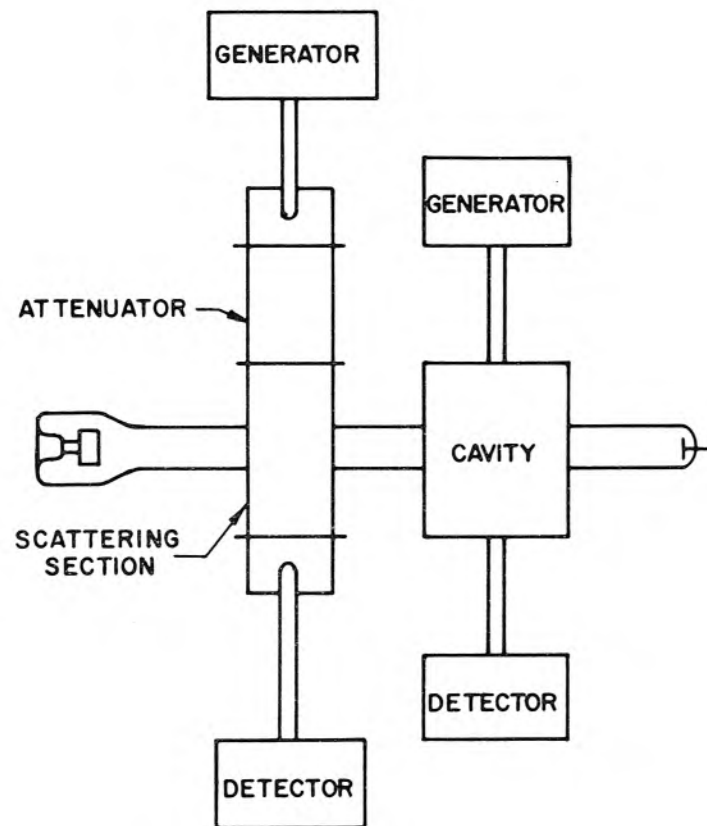 GENERATOR
GENERATOR
ATTENUATOR
CAVITY
SCATTERING
SECTION
DETECTOR
DETECTOR